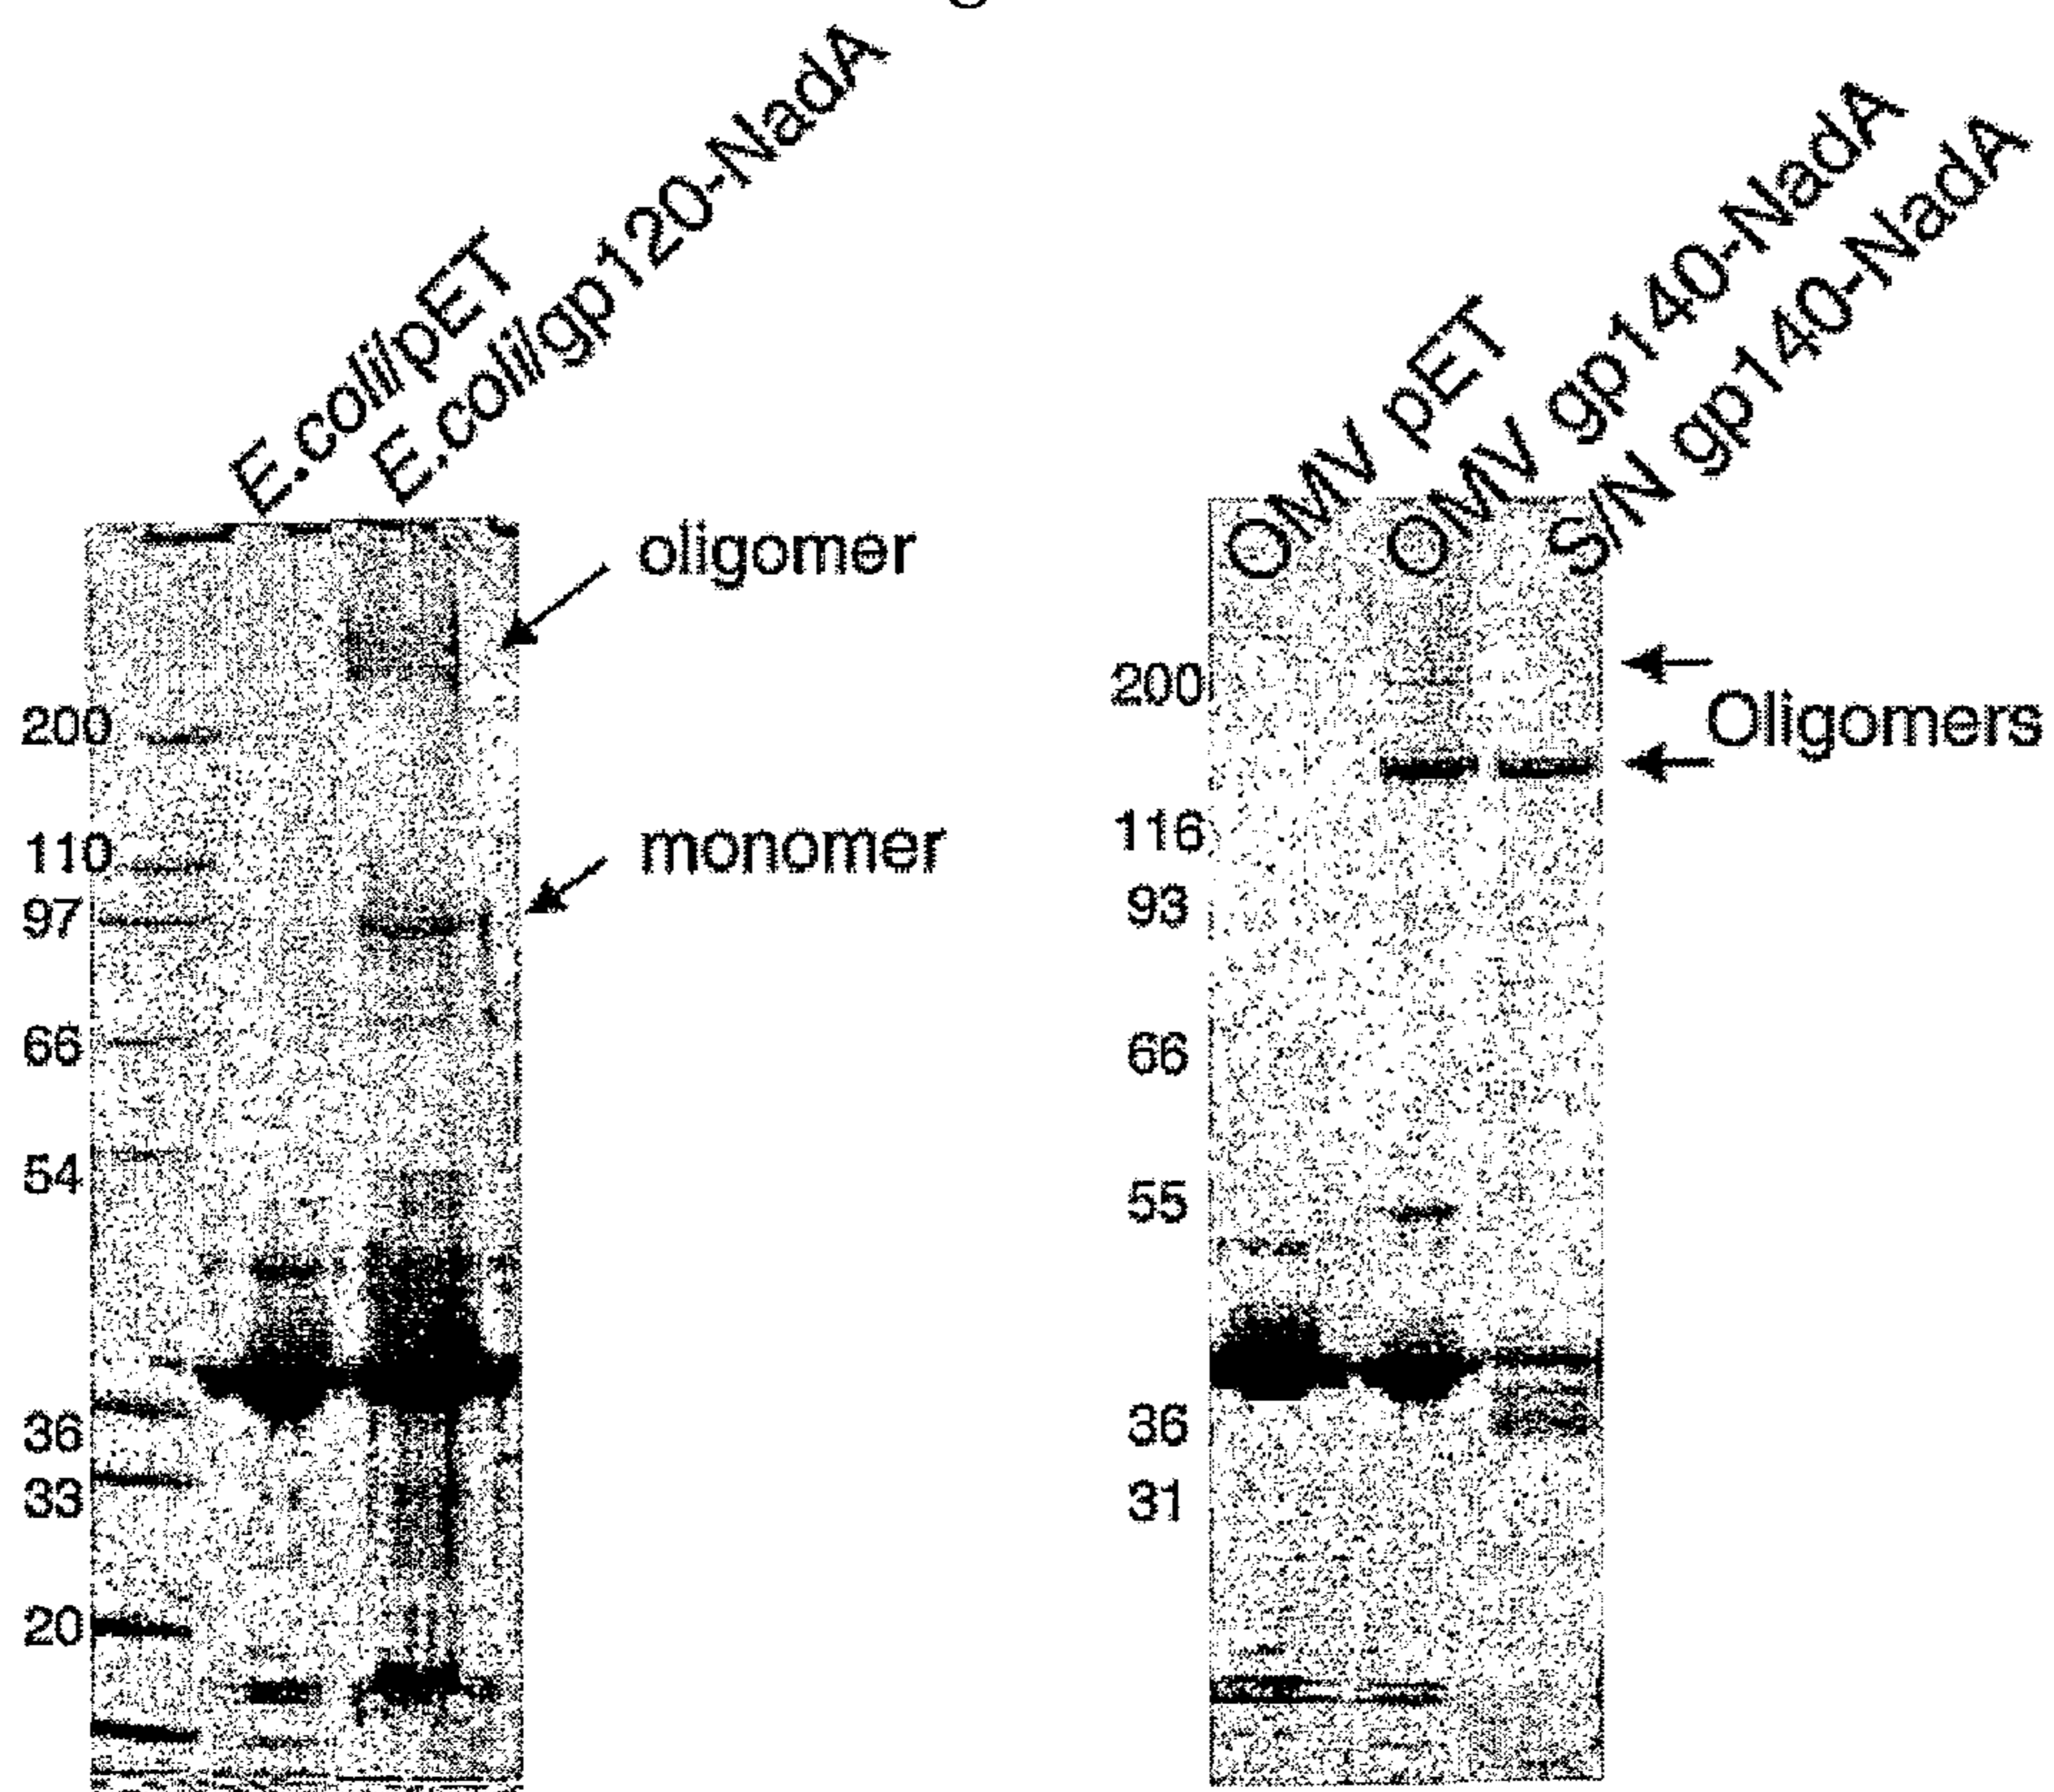 E.coli/pET
E.coli/gp120-NadA
oligomer
monomer
200
110
97
66
54
36
33
20
OMV pET
OMV gp140-NadA
S/N gp140-NadA
Oligomers
200
116
93
66
55
36
31